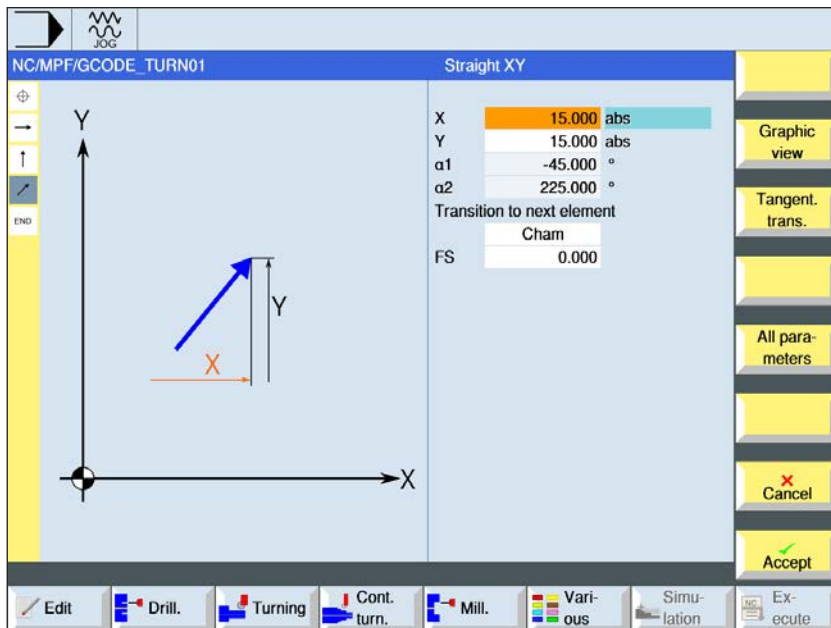 JOG
NC/MPF/GCODE_TURN01
Straight XY
END
Y
X
Y
X
X 15.000 abs
Y 15.000 abs
α1 -45.000 °
α2 225.000 °
Transition to next element
Cham
FS 0.000
Graphic
view
Tangent.
trans.
All para-
meters
Cancel
Accept
Edit
Drill.
Turning
Cont.
turn.
Mill.
Vari-
ous
Simu-
lation
NC
Ex-
ecute